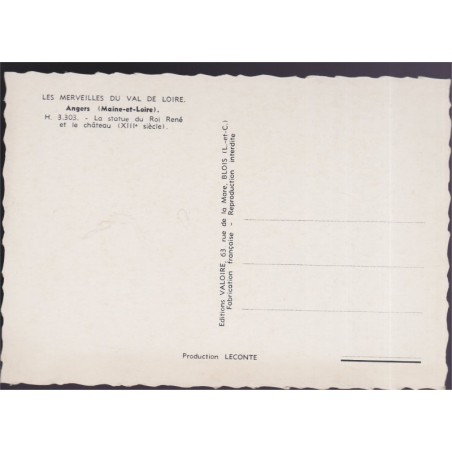 LES MERVEILLES DU VAL DE LOIRE.
Angers (Maine-et-Loire).
H. 3.303. - La statue du Roi René
et le château (XIIIe siècle).
Editions VALOIRE, 63 rue de la Mare, BLOIS (L.-et-C.)
Fabrication française - Reproduction interdite
Production LECONTE